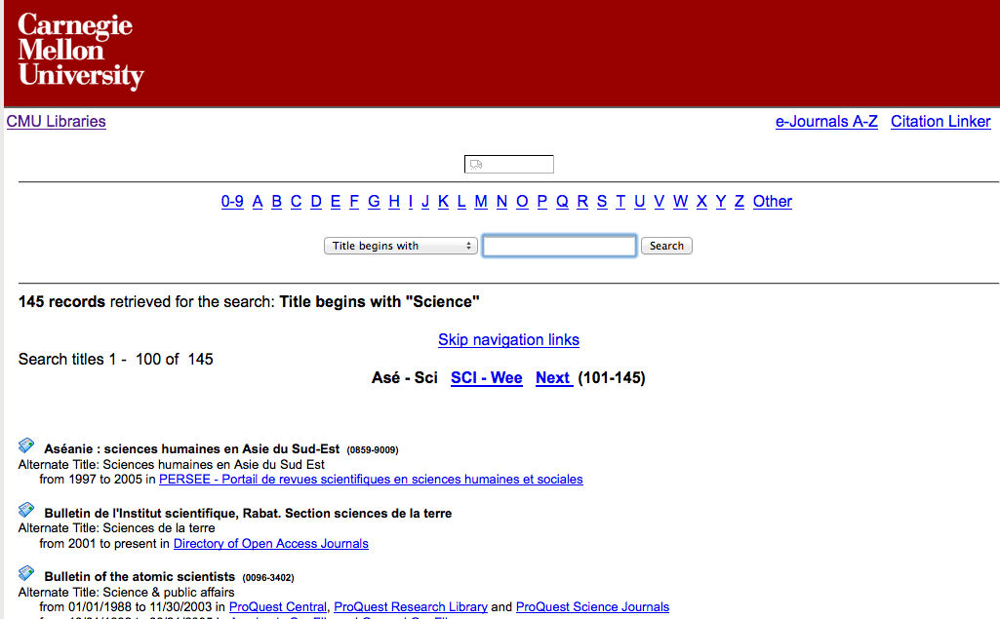 Carnegie
Mellon
University
CMU Libraries e-Journals A-Z Citation Linker
0-9 A B C D E F G H I J K L M N O P Q R S T U V W X Y Z Other
Title begins with Search
145 records retrieved for the search: Title begins with "Science"
Skip navigation links
Search titles 1 - 100 of 145
Asé - Sci SCI - Wee Next (101-145)
Aséanie : sciences humaines en Asie du Sud-Est (0859-9009)
Alternate Title: Sciences humaines en Asie du Sud Est
from 1997 to 2005 in PERSEE - Portail de revues scientifiques en sciences humaines et sociales
Bulletin de l'Institut scientifique, Rabat. Section sciences de la terre
Alternate Title: Sciences de la terre
from 2001 to present in Directory of Open Access Journals
Bulletin of the atomic scientists (0096-3402)
Alternate Title: Science & public affairs
from 01/01/1988 to 11/30/2003 in ProQuest Central, ProQuest Research Library and ProQuest Science Journals